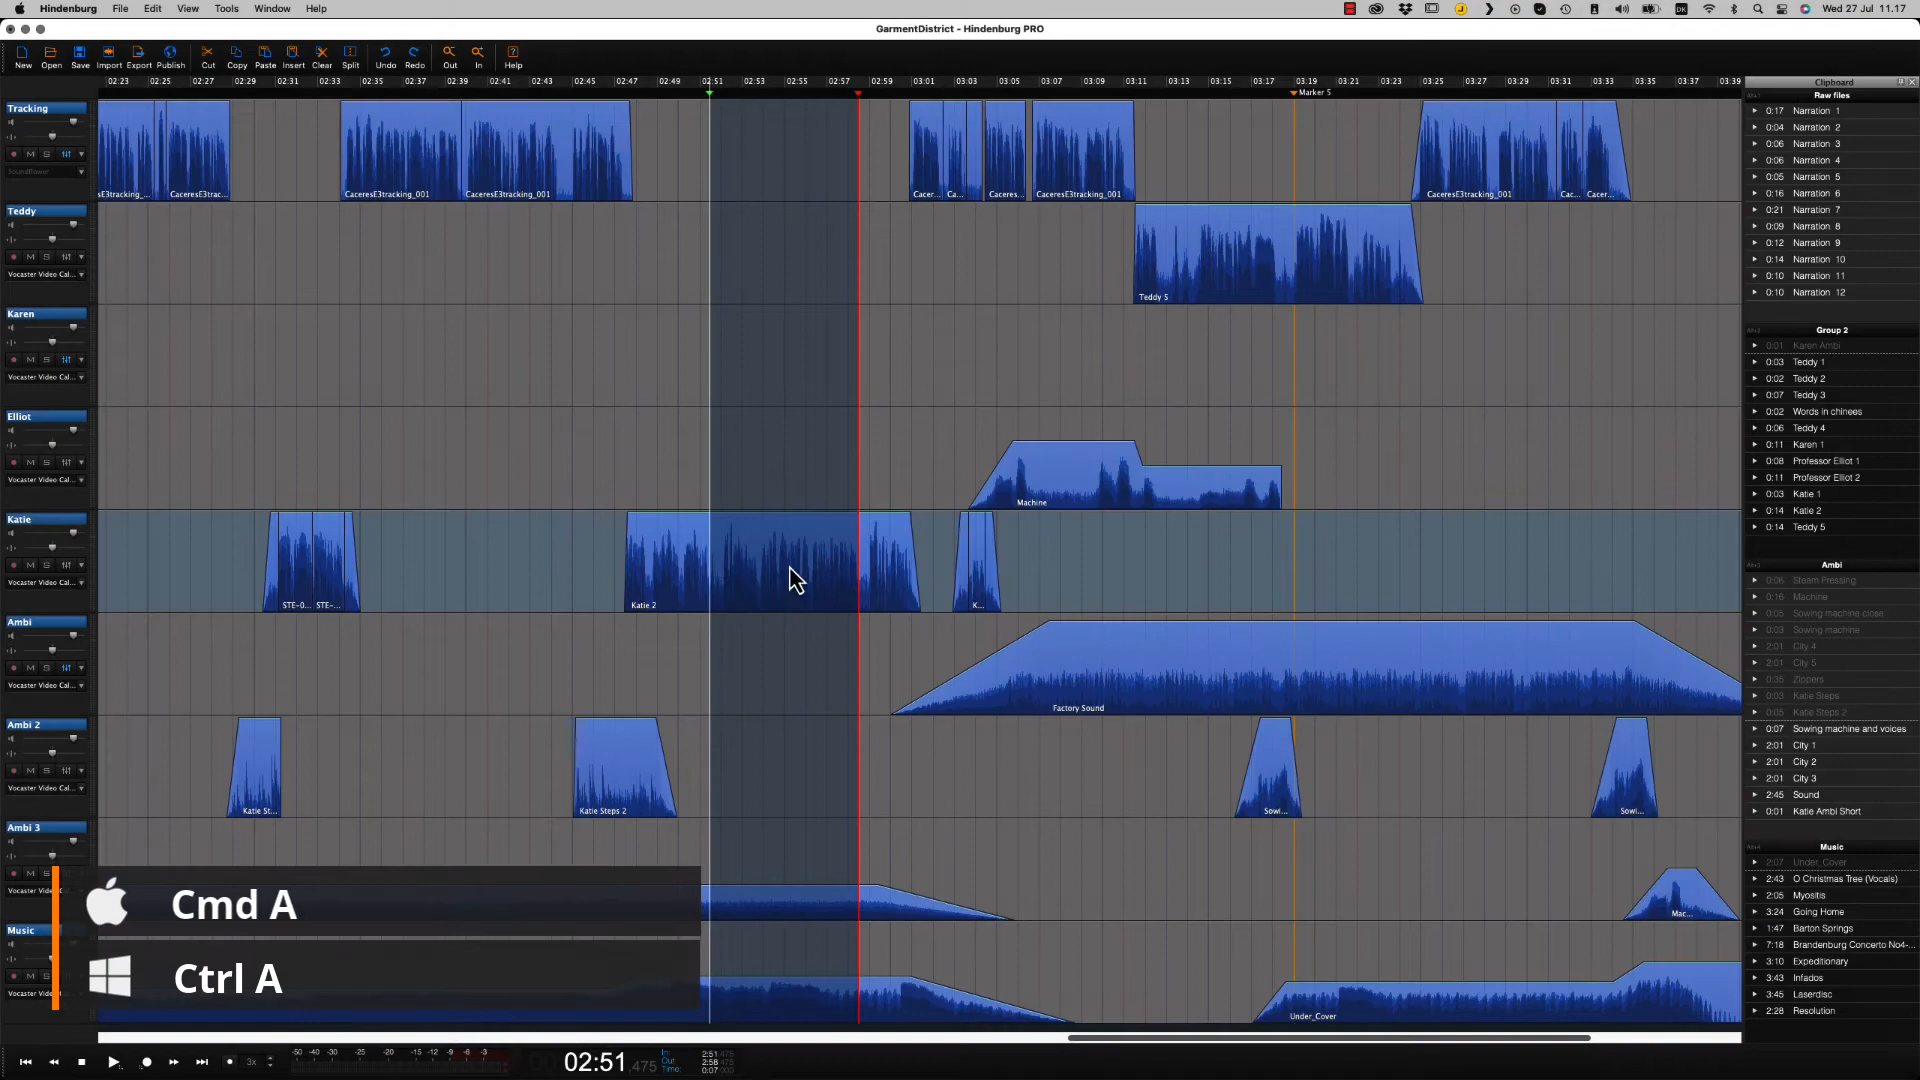 Hindenburg File Edit View Tools Window Help
Wed 27 Jul 11.17
GarmentDistrict - Hindenburg PRO
New Open Save Import Export Publish Cut Copy Paste Insert Clear Split Undo Redo Out In Help
02:23 02:25 02:27 02:29 02:31 02:33 02:35 02:37 02:39 02:41 02:43 02:45 02:47 02:49 02:51 02:53 02:55 02:57 02:59 03:01 03:03 03:05 03:07 03:09 03:11 03:13 03:15 03:17 03:19 03:21 03:23 03:25 03:27 03:29 03:31 03:33 03:35 03:37 03:39
Marker 5
Tracking
M S
Soundflower
sE3tracking_... CaceresE3trac... CaceresE3tracking_001 CaceresE3tracking_001 Cacer... Ca... Caceres... CaceresE3tracking_001 CaceresE3tracking_001 Cac... Cacer...
Teddy
M S
Vocaster Video Cal...
Teddy 5
Karen
M S
Vocaster Video Cal...
Elliot
M S
Vocaster Video Cal...
Machine
Katie
M S
Vocaster Video Cal...
STE-0... STE-... Katie 2 K...
Ambi
M S
Vocaster Video Cal...
Factory Sound
Ambi 2
M S
Vocaster Video Cal...
Katie St... Katie Steps 2 Sowi... Sowi...
Ambi 3
M S
Vocaster Video
Mac...
Music
M S
Vocaster Video
Under_Cover
Cmd A
Ctrl A
Clipboard
Raw files
0:17 Narration 1
0:04 Narration 2
0:06 Narration 3
0:06 Narration 4
0:05 Narration 5
0:16 Narration 6
0:21 Narration 7
0:09 Narration 8
0:12 Narration 9
0:14 Narration 10
0:10 Narration 11
0:10 Narration 12
Group 2
0:01 Karen Ambi
0:03 Teddy 1
0:02 Teddy 2
0:07 Teddy 3
0:02 Words in chinees
0:06 Teddy 4
0:11 Karen 1
0:08 Professor Elliot 1
0:11 Professor Elliot 2
0:03 Katie 1
0:14 Katie 2
0:14 Teddy 5
Ambi
0:06 Steam Pressing
0:16 Machine
0:05 Sowing machine close
0:03 Sowing machine
2:01 City 4
2:01 City 5
0:35 Zippers
0:03 Katie Steps
0:05 Katie Steps 2
0:07 Sowing machine and voices
2:01 City 1
2:01 City 2
2:01 City 3
2:45 Sound
0:01 Katie Ambi Short
Music
2:07 Under_Cover
2:43 O Christmas Tree (Vocals)
2:05 Myositis
3:24 Going Home
1:47 Barton Springs
7:18 Brandenburg Concerto No4-...
3:10 Expeditionary
3:43 Infados
3:45 Laserdisc
2:28 Resolution
3x
-50 -40 -30 -25 -20 -15 -12 -9 -6 -3
02:51.475
In: 2:51.475
Out: 2:58.475
Time: 0:07.000